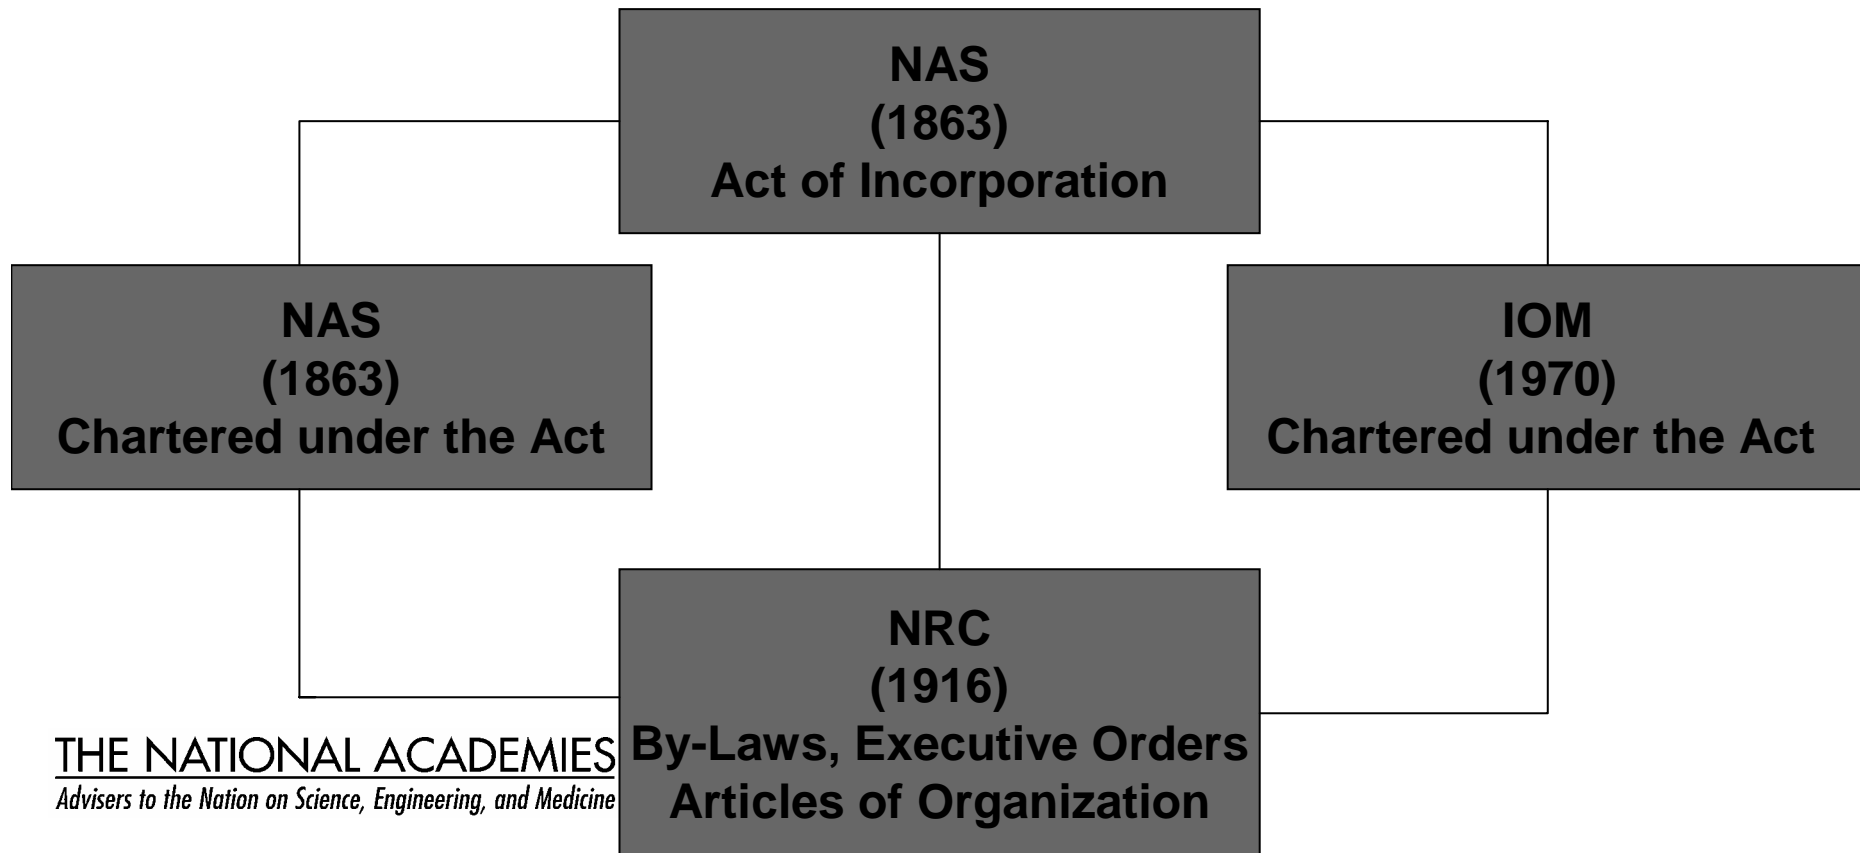 NAS
(1863)
Act of Incorporation
NAS
(1863)
Chartered under the Act
IOM
(1970)
Chartered under the Act
NRC
(1916)
By-Laws, Executive Orders
Articles of Organization
THE NATIONAL ACADEMIES
Advisers to the Nation on Science, Engineering, and Medicine